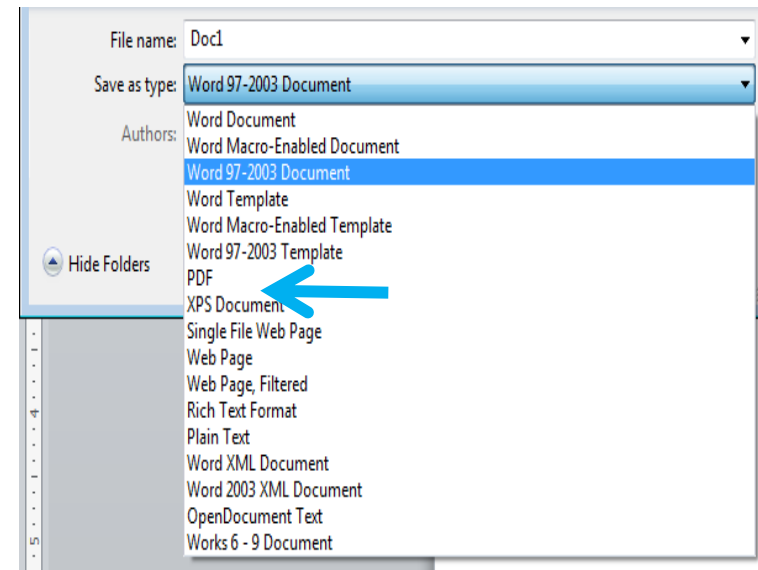 File name: Doc1
Save as type: Word 97-2003 Document
Authors:
Word Document
Word Macro-Enabled Document
Word 97-2003 Document
Word Template
Word Macro-Enabled Template
Word 97-2003 Template
Hide Folders
PDF
XPS Document
Single File Web Page
Web Page
Web Page, Filtered
Rich Text Format
Plain Text
Word XML Document
Word 2003 XML Document
OpenDocument Text
Works 6 - 9 Document
4
5